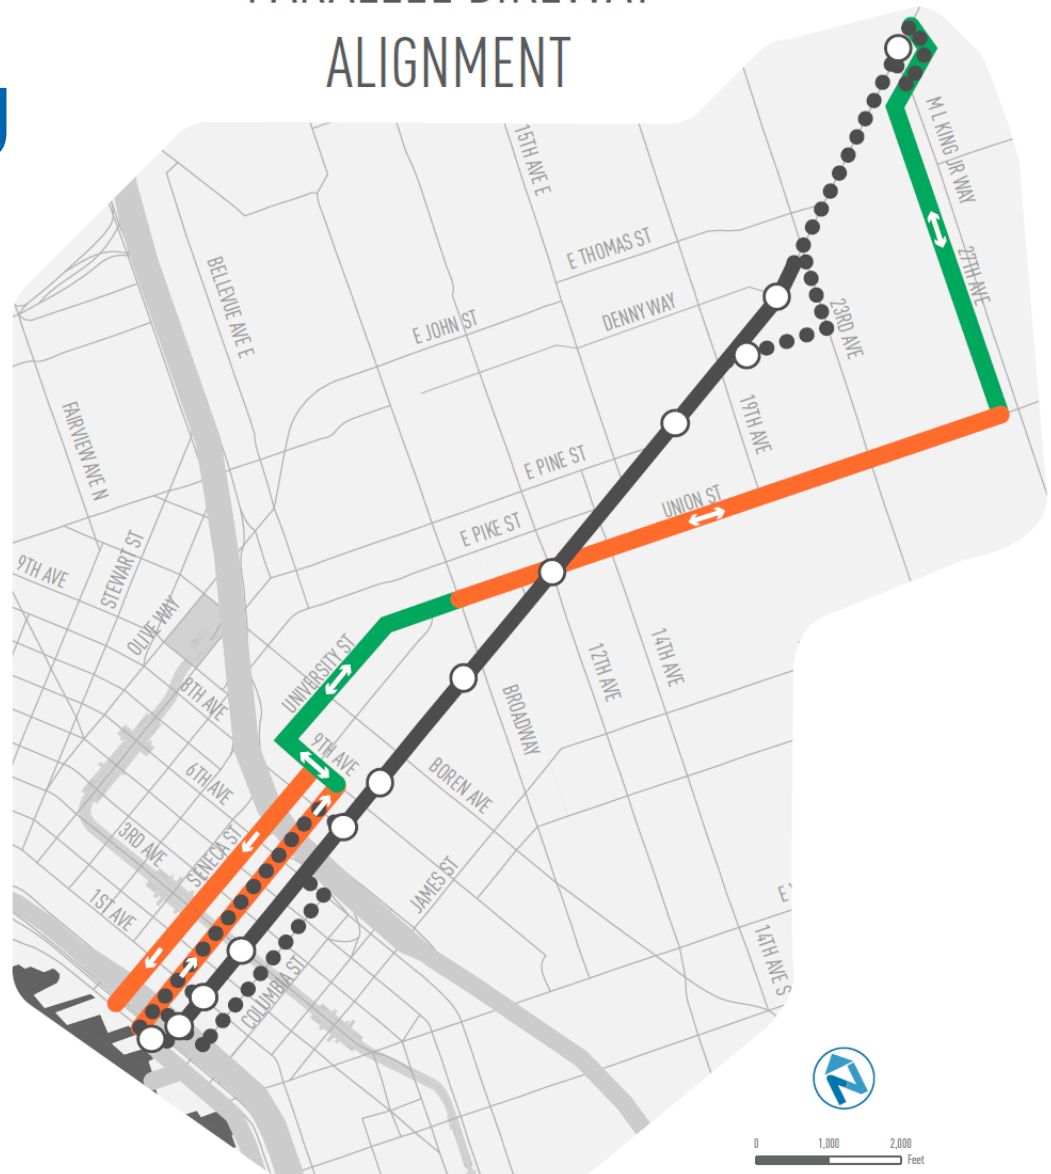 PARALLEL BIKEWAY
ALIGNMENT
15TH AVE E
M L KING JR WAY
E THOMAS ST
BELLEVUE AVE E
27TH AVE
DENNY WAY
E JOHN ST
23RD AVE
FAIRVIEW AVE N
19TH AVE
E PINE ST
UNION ST
E PIKE ST
STEWART ST
9TH AVE
OLIVE WAY
UNIVERSITY ST
14TH AVE
12TH AVE
8TH AVE
BROADWAY
9TH AVE
6TH AVE
BOREN AVE
3RD AVE
SENECA ST
JAMES ST
1ST AVE
E
14TH AVE S
COLUMBIA ST
N
0 1,000 2,000
Feet